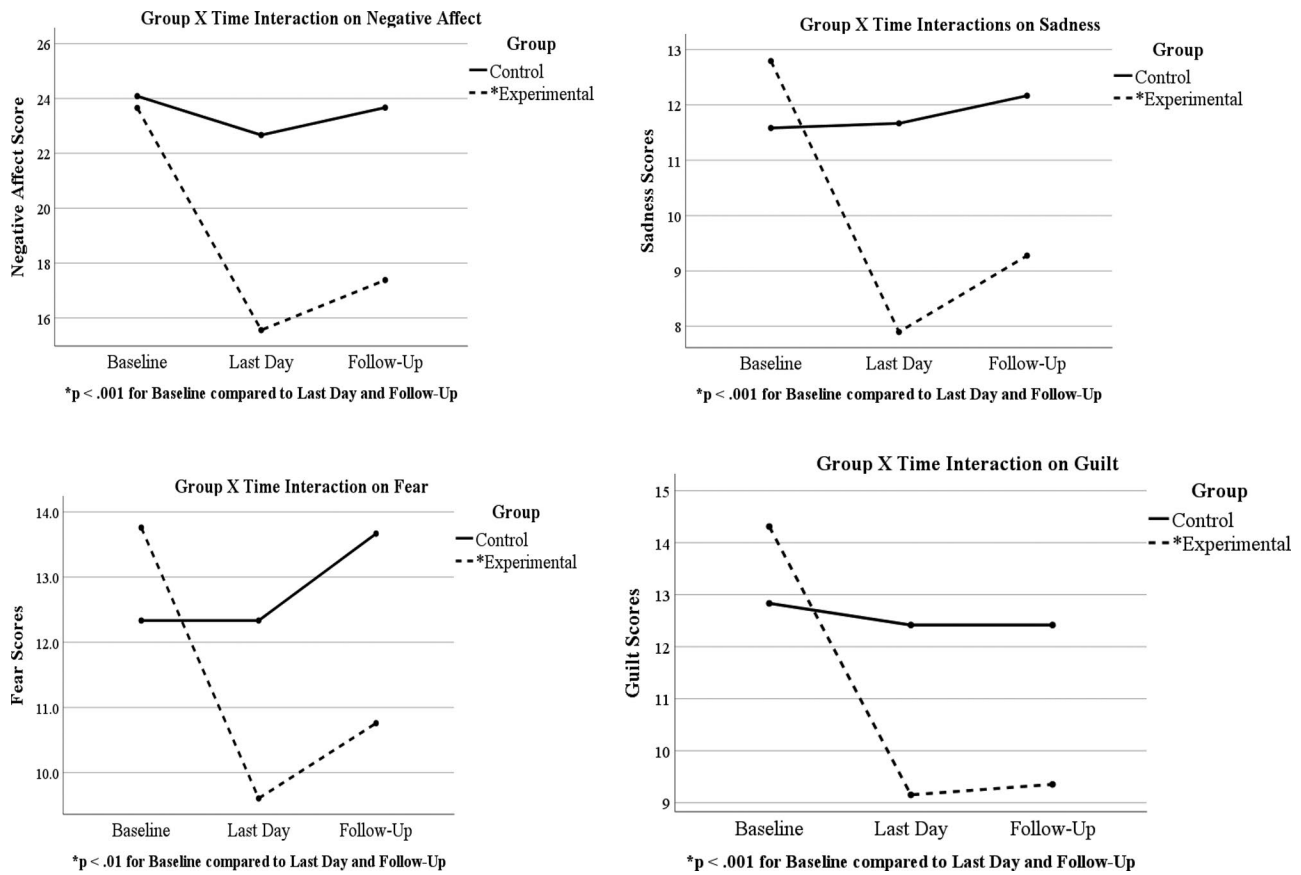 Group X Time Interaction on Negative Affect
26
24
22
20
18
16
Negative Affect Score
Baseline Last Day Follow-Up
Group
Control
*Experimental
*p < .001 for Baseline compared to Last Day and Follow-Up
Group X Time Interactions on Sadness
13
12
11
10
9
8
Sadness Scores
Baseline Last Day Follow-Up
Group
Control
*Experimental
*p < .001 for Baseline compared to Last Day and Follow-Up
Group X Time Interaction on Fear
14.0
13.0
12.0
11.0
10.0
Fear Scores
Baseline Last Day Follow-Up
Group
Control
*Experimental
*p < .01 for Baseline compared to Last Day and Follow-Up
Group X Time Interaction on Guilt
15
14
13
12
11
10
9
Guilt Scores
Baseline Last Day Follow-Up
Group
Control
*Experimental
*p < .001 for Baseline compared to Last Day and Follow-Up